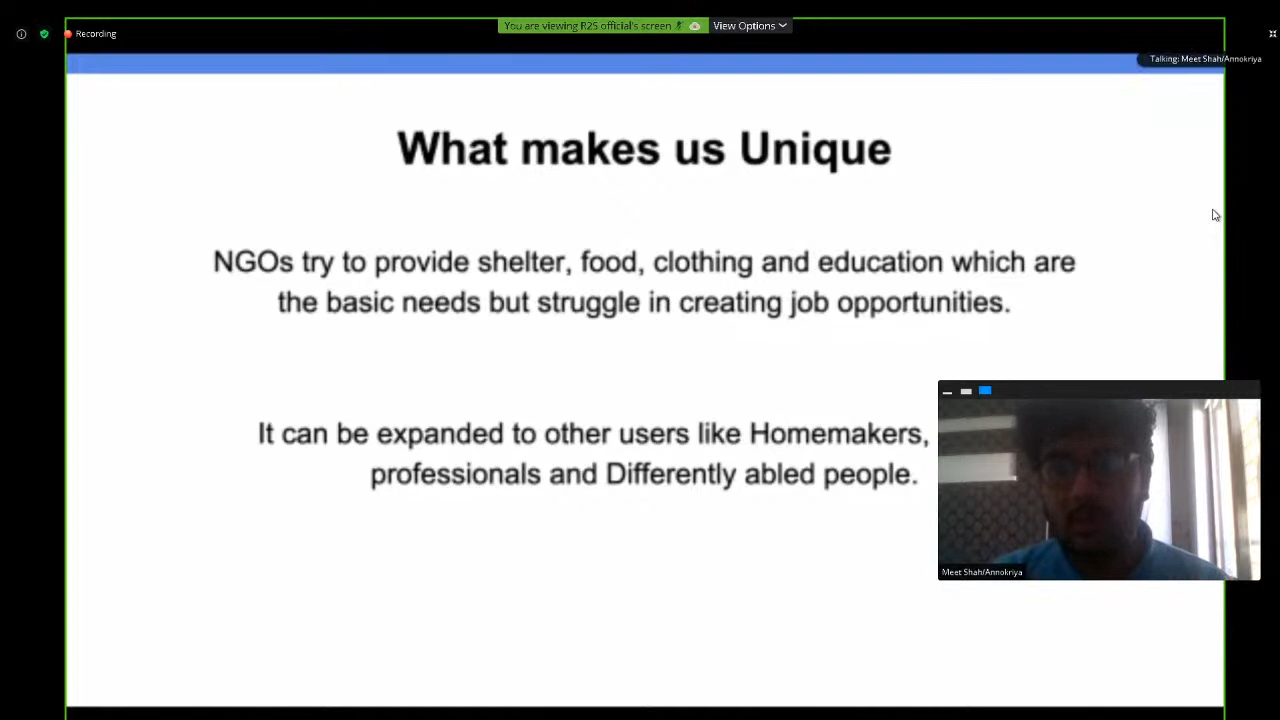 You are viewing R2S official's screen
View Options
Recording
Talking: Meet Shah/Annokriya
What makes us Unique
NGOs try to provide shelter, food, clothing and education which are
the basic needs but struggle in creating job opportunities.
It can be expanded to other users like Homemakers,
professionals and Differently abled people.
Meet Shah/Annokriya